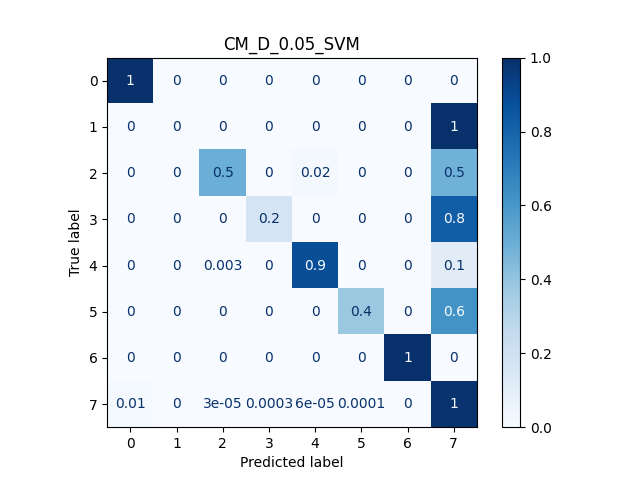 CM_D_0.05_SVM
True label
0 1 0 0 0 0 0 0 0
1 0 0 0 0 0 0 0 1
2 0 0 0.5 0 0.02 0 0 0.5
3 0 0 0 0.2 0 0 0 0.8
4 0 0 0.003 0 0.9 0 0 0.1
5 0 0 0 0 0 0.4 0 0.6
6 0 0 0 0 0 0 1 0
7 0.01 0 3e-05 0.0003 6e-05 0.0001 0 1
0 1 2 3 4 5 6 7
Predicted label
1.0
0.8
0.6
0.4
0.2
0.0